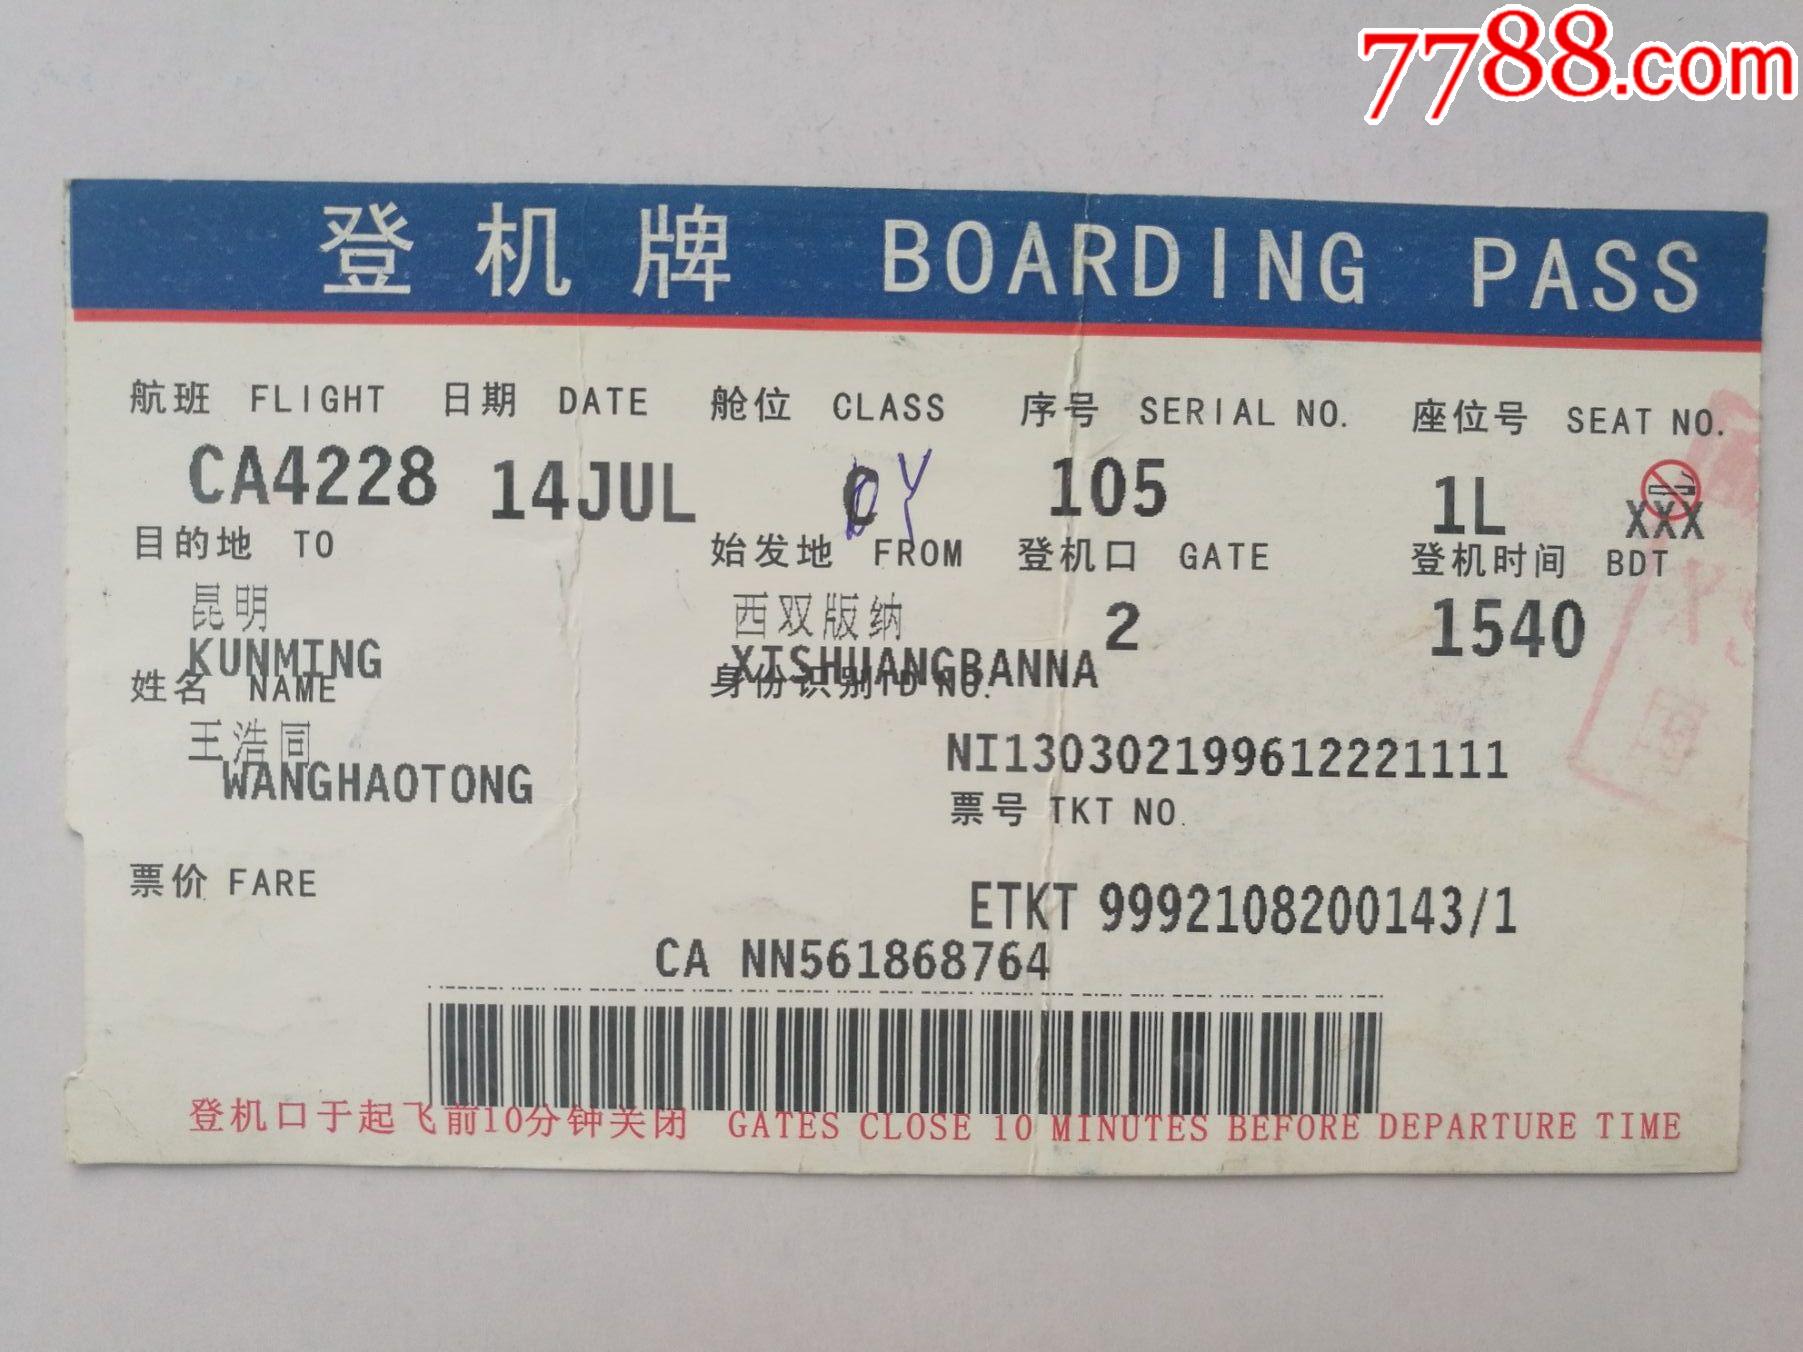 7788.com
登机牌 BOARDING PASS
航班 FLIGHT 日期 DATE 舱位 CLASS 序号 SERIAL NO. 座位号 SEAT NO.
CA4228 14JUL C Y 105 1L XXX
目的地 TO 始发地 FROM 登机口 GATE 登机时间 BDT
昆明 西双版纳 2 1540
KUNMING XISHUANGBANNA
姓名 NAME 身份识别ID NO.
王浩同
WANGHAOTONG NI130302199612221111
票号 TKT NO.
票价 FARE
ETKT 9992108200143/1
CA NN561868764
登机口于起飞前10分钟关闭 GATES CLOSE 10 MINUTES BEFORE DEPARTURE TIME